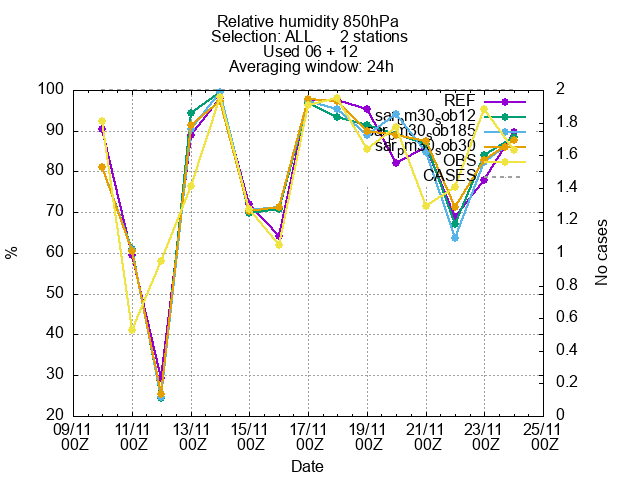 Relative humidity 850hPa
Selection: ALL 2 stations
Used 06 + 12
Averaging window: 24h
100
90
80
70
60
50
40
30
20
%
2
1.8
1.6
1.4
1.2
1
0.8
0.6
0.4
0.2
0
No cases
REF
sar_pm30_sob12
sar_pm30_sob185
sar_pm30_sob30
OBS
CASES
09/11 11/11 13/11 15/11 17/11 19/11 21/11 23/11 25/11
00Z 00Z 00Z 00Z 00Z 00Z 00Z 00Z 00Z
Date